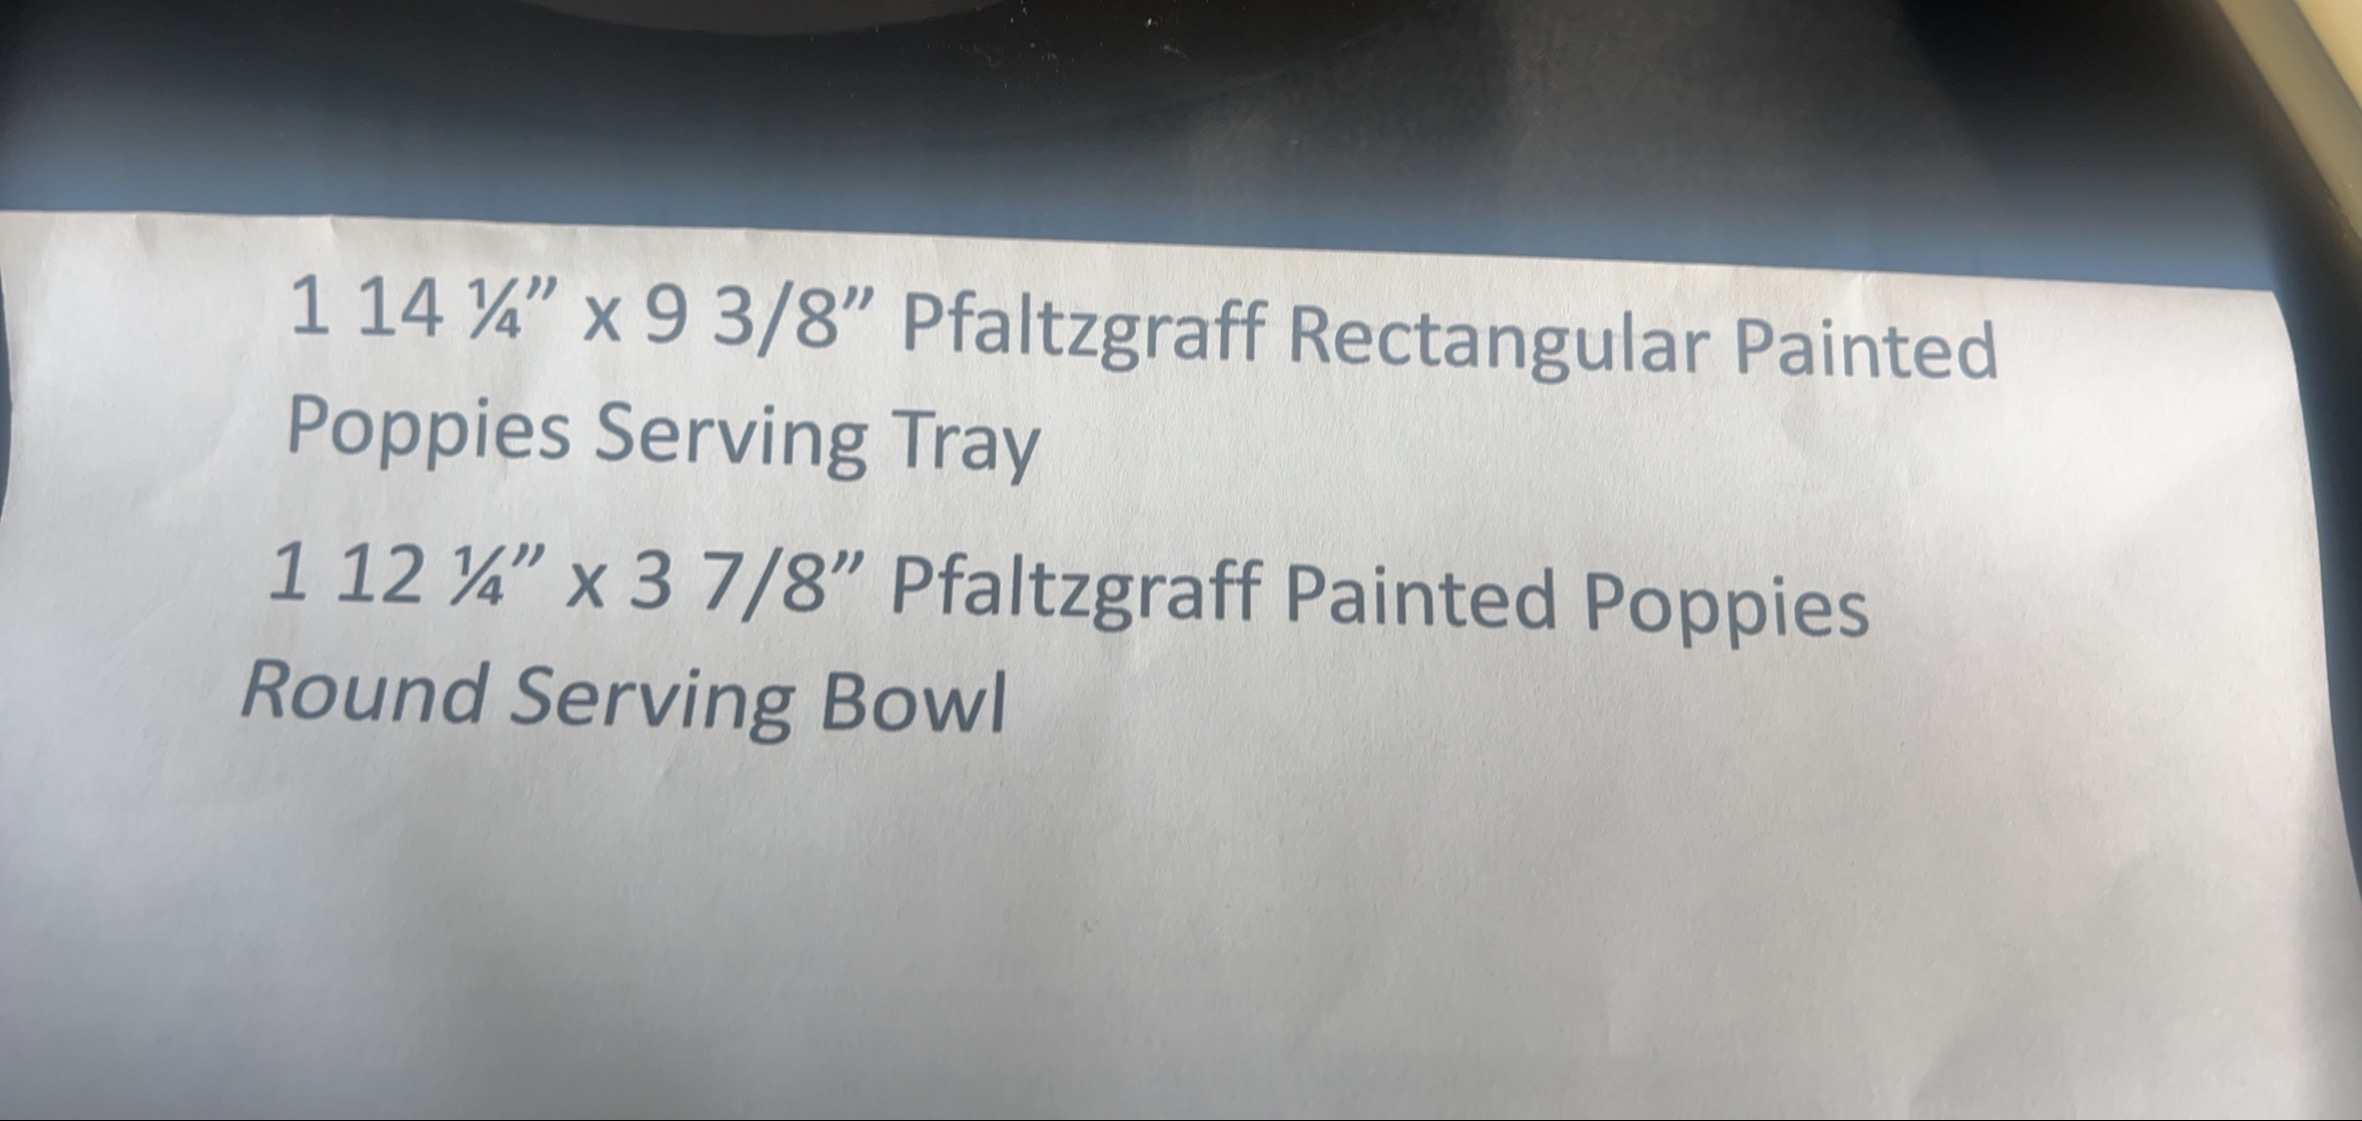 1 14 ¼” x 9 3/8” Pfaltzgraff Rectangular Painted
Poppies Serving Tray
1 12 ¼” x 3 7/8” Pfaltzgraff Painted Poppies
Round Serving Bowl